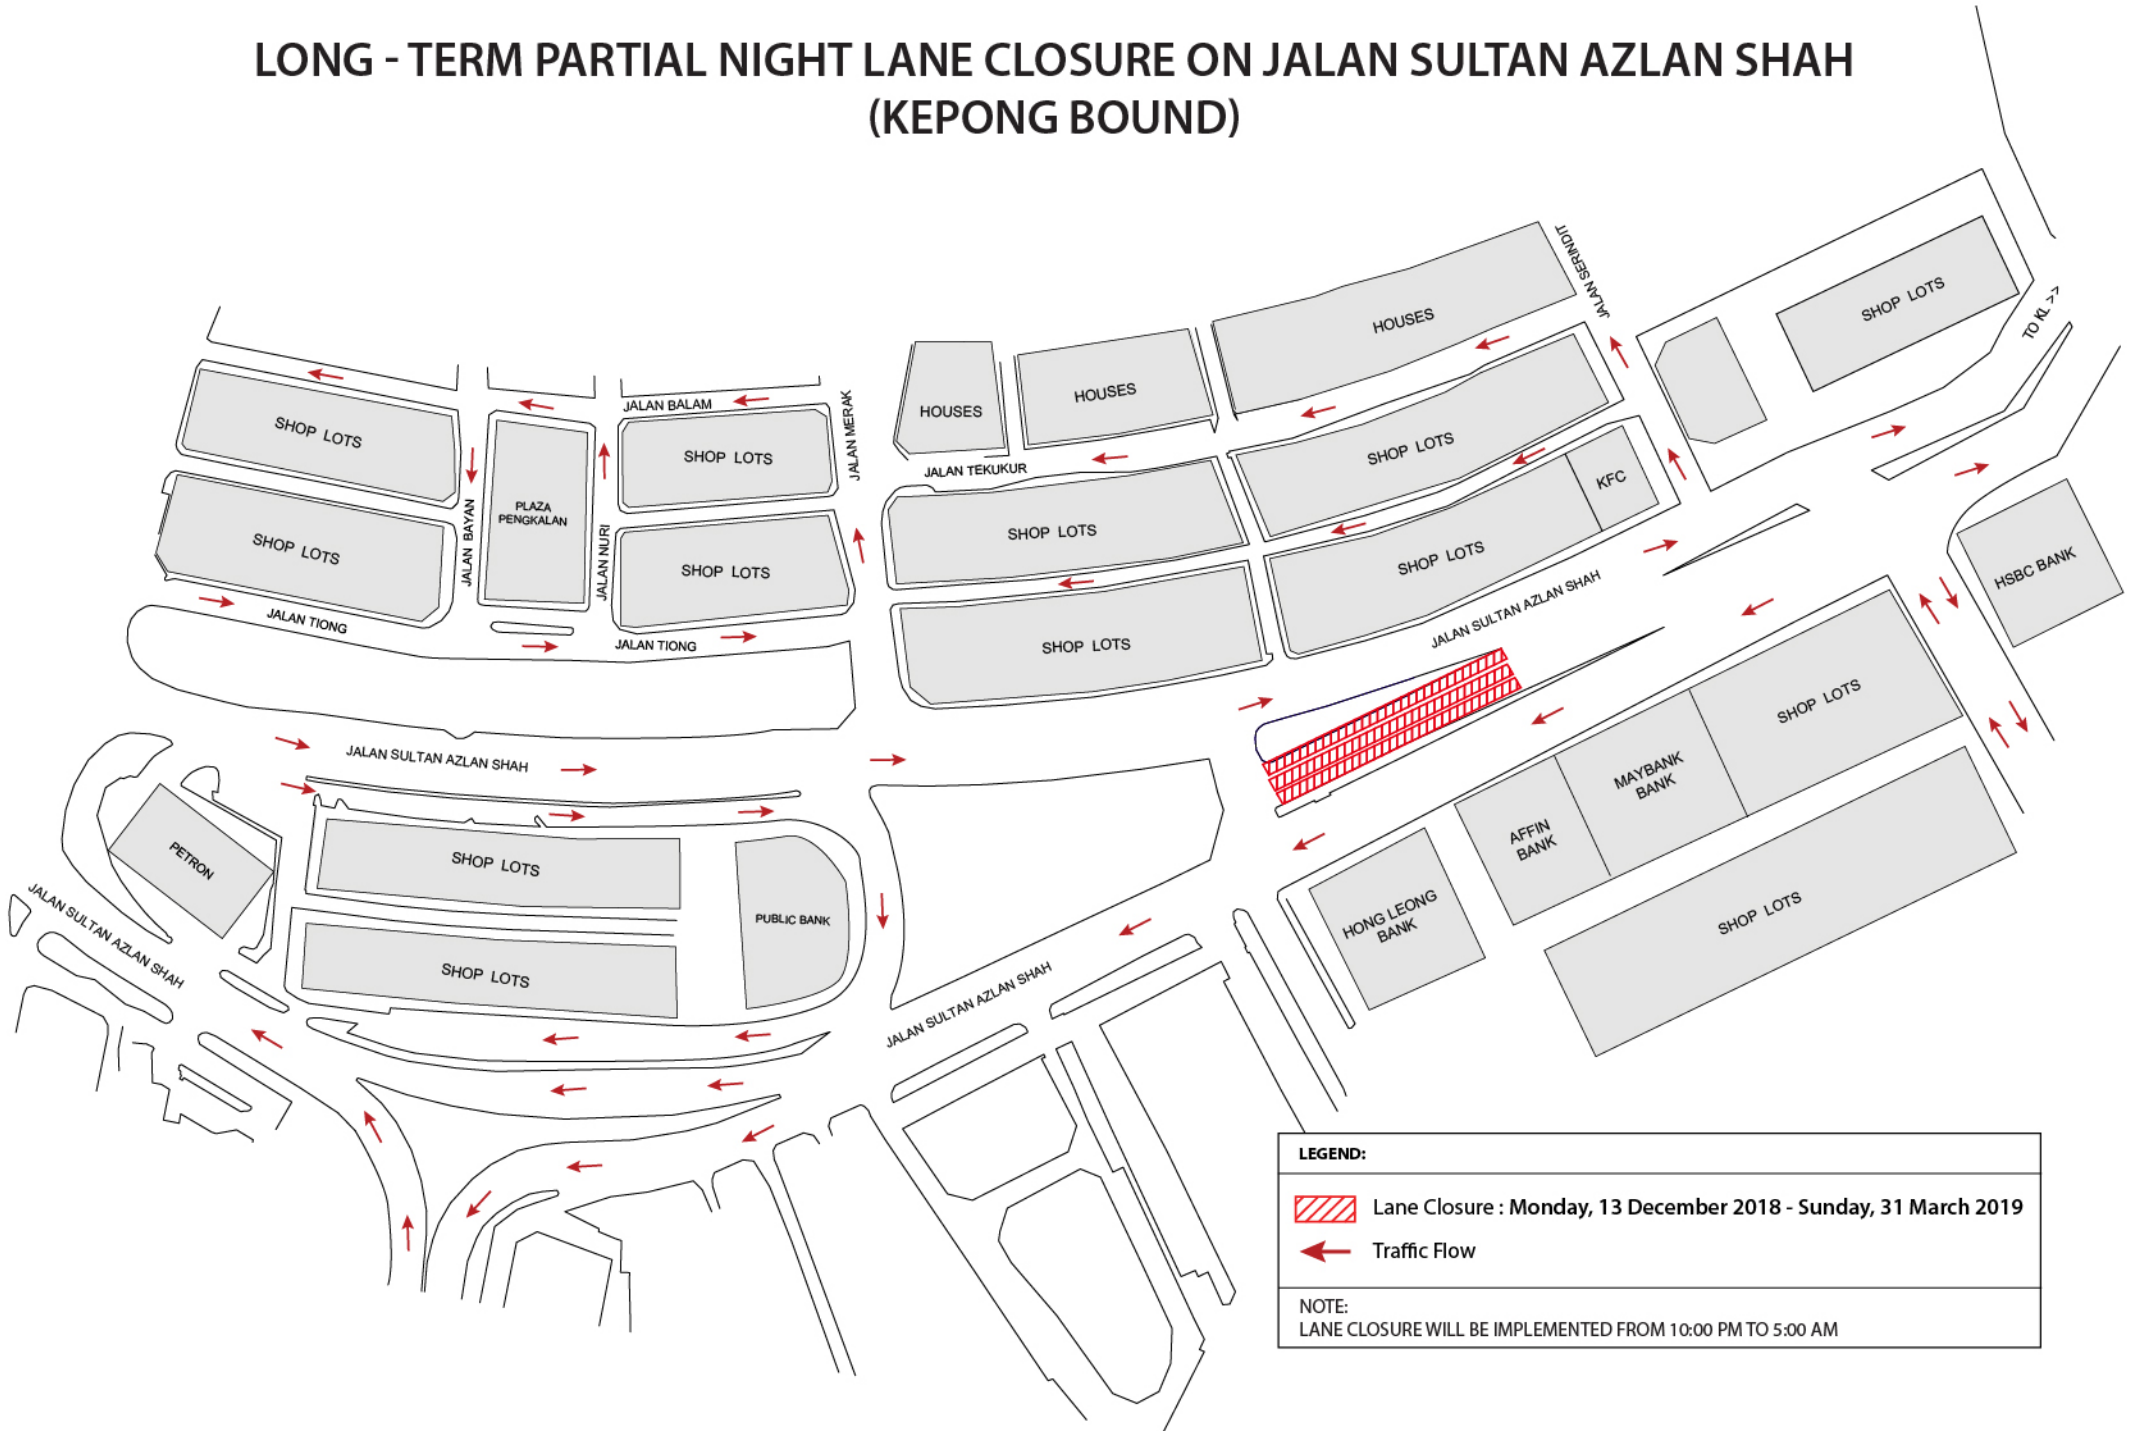 LONG - TERM PARTIAL NIGHT LANE CLOSURE ON JALAN SULTAN AZLAN SHAH
(KEPONG BOUND)
JALAN SERINDIT
SHOP LOTS
TO KL >>
HOUSES
HOUSES
HOUSES
JALAN BALAM
JALAN MERAK
SHOP LOTS
SHOP LOTS
SHOP LOTS
JALAN TEKUKUR
KFC
PLAZA
PENGKALAN
SHOP LOTS
SHOP LOTS
SHOP LOTS
JALAN BAYAN
JALAN NURI
SHOP LOTS
HSBC BANK
JALAN TIONG
JALAN TIONG
SHOP LOTS
JALAN SULTAN AZLAN SHAH
SHOP LOTS
JALAN SULTAN AZLAN SHAH
MAYBANK
BANK
AFFIN
BANK
PETRON
SHOP LOTS
JALAN SULTAN AZLAN SHAH
PUBLIC BANK
HONG LEONG
BANK
SHOP LOTS
SHOP LOTS
JALAN SULTAN AZLAN SHAH
LEGEND:
Lane Closure : Monday, 13 December 2018 - Sunday, 31 March 2019
Traffic Flow
NOTE:
LANE CLOSURE WILL BE IMPLEMENTED FROM 10:00 PM TO 5:00 AM